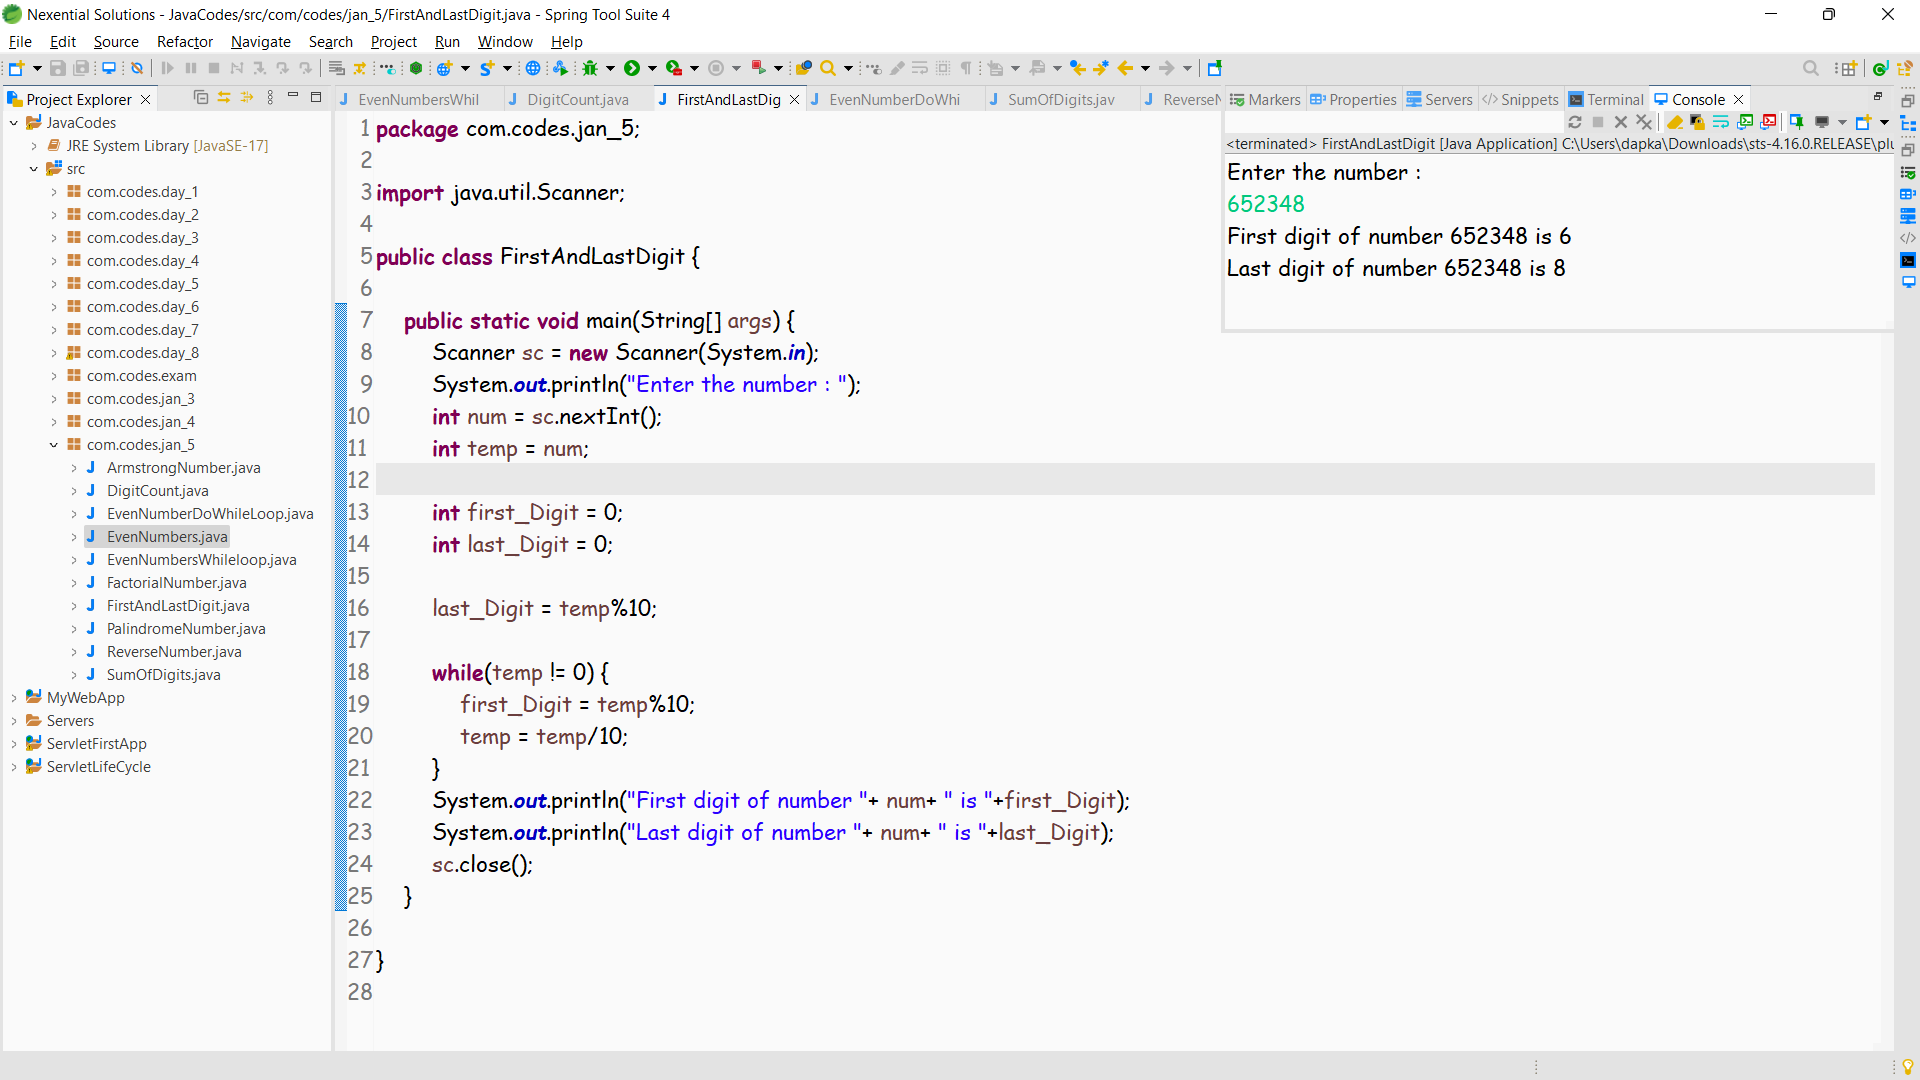 Nexential Solutions - JavaCodes/src/com/codes/jan_5/FirstAndLastDigit.java - Spring Tool Suite 4
File Edit Source Refactor Navigate Search Project Run Window Help
Project Explorer
JavaCodes
JRE System Library [JavaSE-17]
src
com.codes.day_1
com.codes.day_2
com.codes.day_3
com.codes.day_4
com.codes.day_5
com.codes.day_6
com.codes.day_7
com.codes.day_8
com.codes.exam
com.codes.jan_3
com.codes.jan_4
com.codes.jan_5
ArmstrongNumber.java
DigitCount.java
EvenNumberDoWhileLoop.java
EvenNumbers.java
EvenNumbersWhileloop.java
FactorialNumber.java
FirstAndLastDigit.java
PalindromeNumber.java
ReverseNumber.java
SumOfDigits.java
MyWebApp
Servers
ServletFirstApp
ServletLifeCycle
EvenNumbersWhil DigitCount.java FirstAndLastDig EvenNumberDoWhi SumOfDigits.jav ReverseN
1 package com.codes.jan_5;
2
3 import java.util.Scanner;
4
5 public class FirstAndLastDigit {
6
7 public static void main(String[] args) {
8 Scanner sc = new Scanner(System.in);
9 System.out.println("Enter the number : ");
10 int num = sc.nextInt();
11 int temp = num;
12
13 int first_Digit = 0;
14 int last_Digit = 0;
15
16 last_Digit = temp%10;
17
18 while(temp != 0) {
19 first_Digit = temp%10;
20 temp = temp/10;
21 }
22 System.out.println("First digit of number "+ num+ " is "+first_Digit);
23 System.out.println("Last digit of number "+ num+ " is "+last_Digit);
24 sc.close();
25 }
26
27 }
28
Markers Properties Servers Snippets Terminal Console
<terminated> FirstAndLastDigit [Java Application] C:\Users\dapka\Downloads\sts-4.16.0.RELEASE\plu
Enter the number :
652348
First digit of number 652348 is 6
Last digit of number 652348 is 8